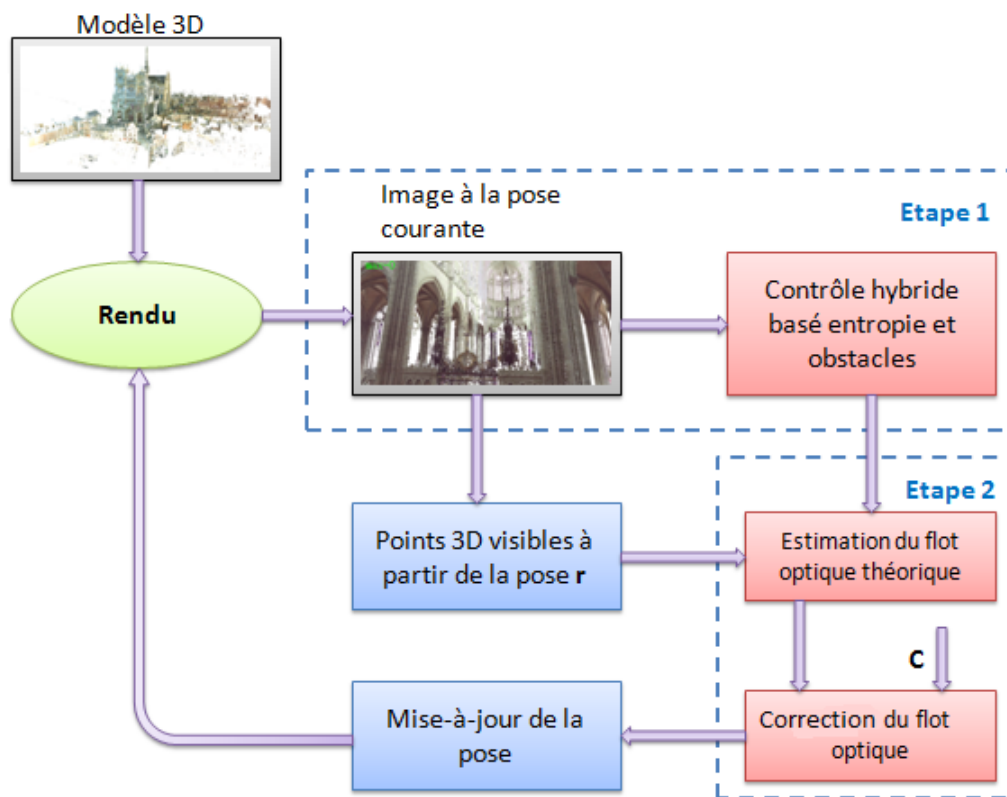 Modèle 3D
Image à la pose
courante
Etape 1
Rendu
Contrôle hybride
basé entropie et
obstacles
Etape 2
Points 3D visibles à
partir de la pose r
Estimation du flot
optique théorique
C
Mise-à-jour de la
pose
Correction du flot
optique